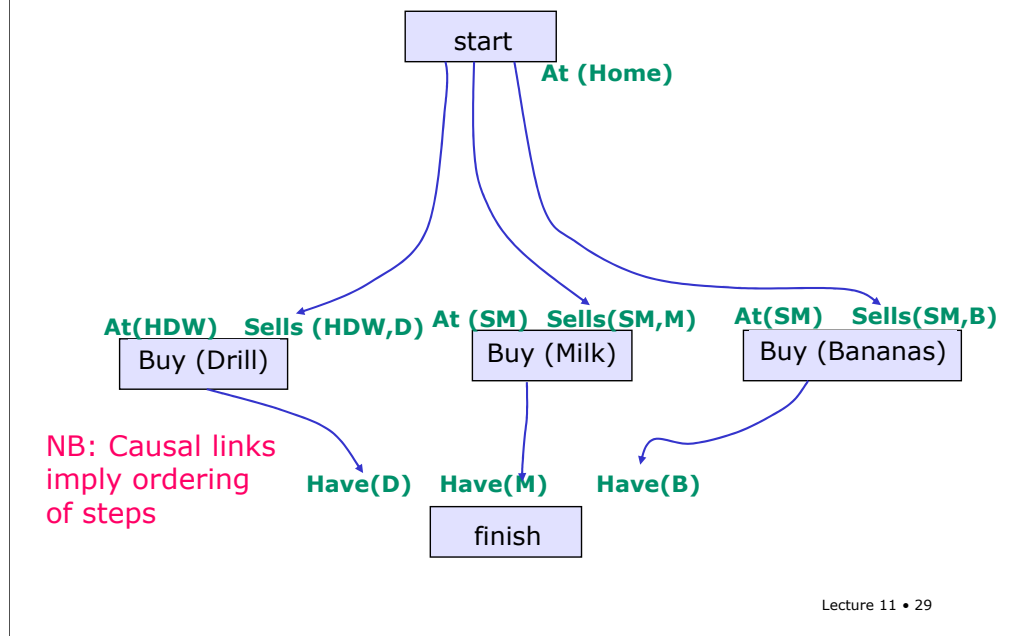 start
At (Home)
At(HDW) Sells (HDW,D)
Buy (Drill)
At (SM) Sells(SM,M)
Buy (Milk)
At(SM) Sells(SM,B)
Buy (Bananas)
NB: Causal links
imply ordering
of steps
Have(D) Have(M) Have(B)
finish
Lecture 11 • 29